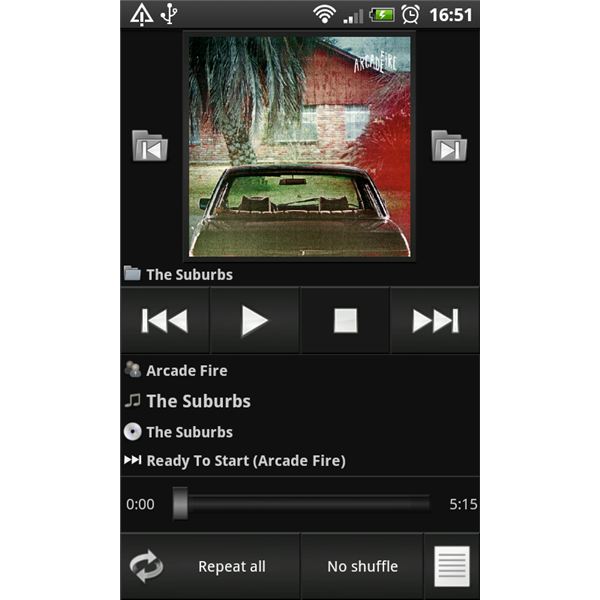 16:51
ARCADE FIRE
The Suburbs
Arcade Fire
The Suburbs
The Suburbs
Ready To Start (Arcade Fire)
0:00 5:15
Repeat all No shuffle